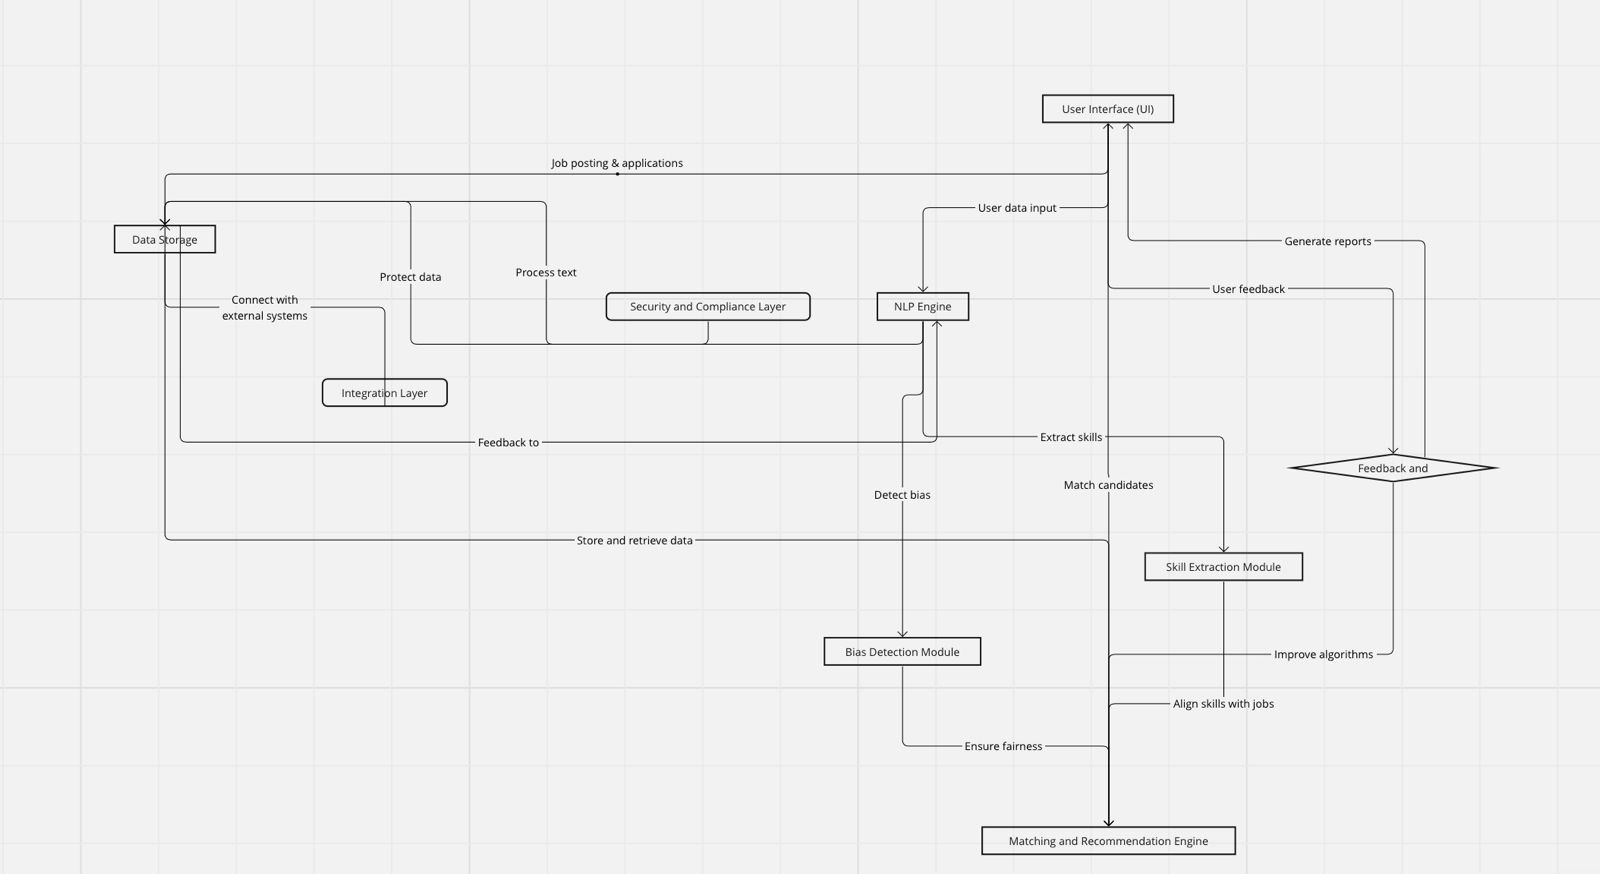 User Interface (UI)
Job posting & applications
User data input
Data Storage
Generate reports
Process text
Protect data
User feedback
Connect with
external systems
Security and Compliance Layer
NLP Engine
Integration Layer
Extract skills
Feedback to
Feedback and
Match candidates
Detect bias
Store and retrieve data
Skill Extraction Module
Bias Detection Module
Improve algorithms
Align skills with jobs
Ensure fairness
Matching and Recommendation Engine